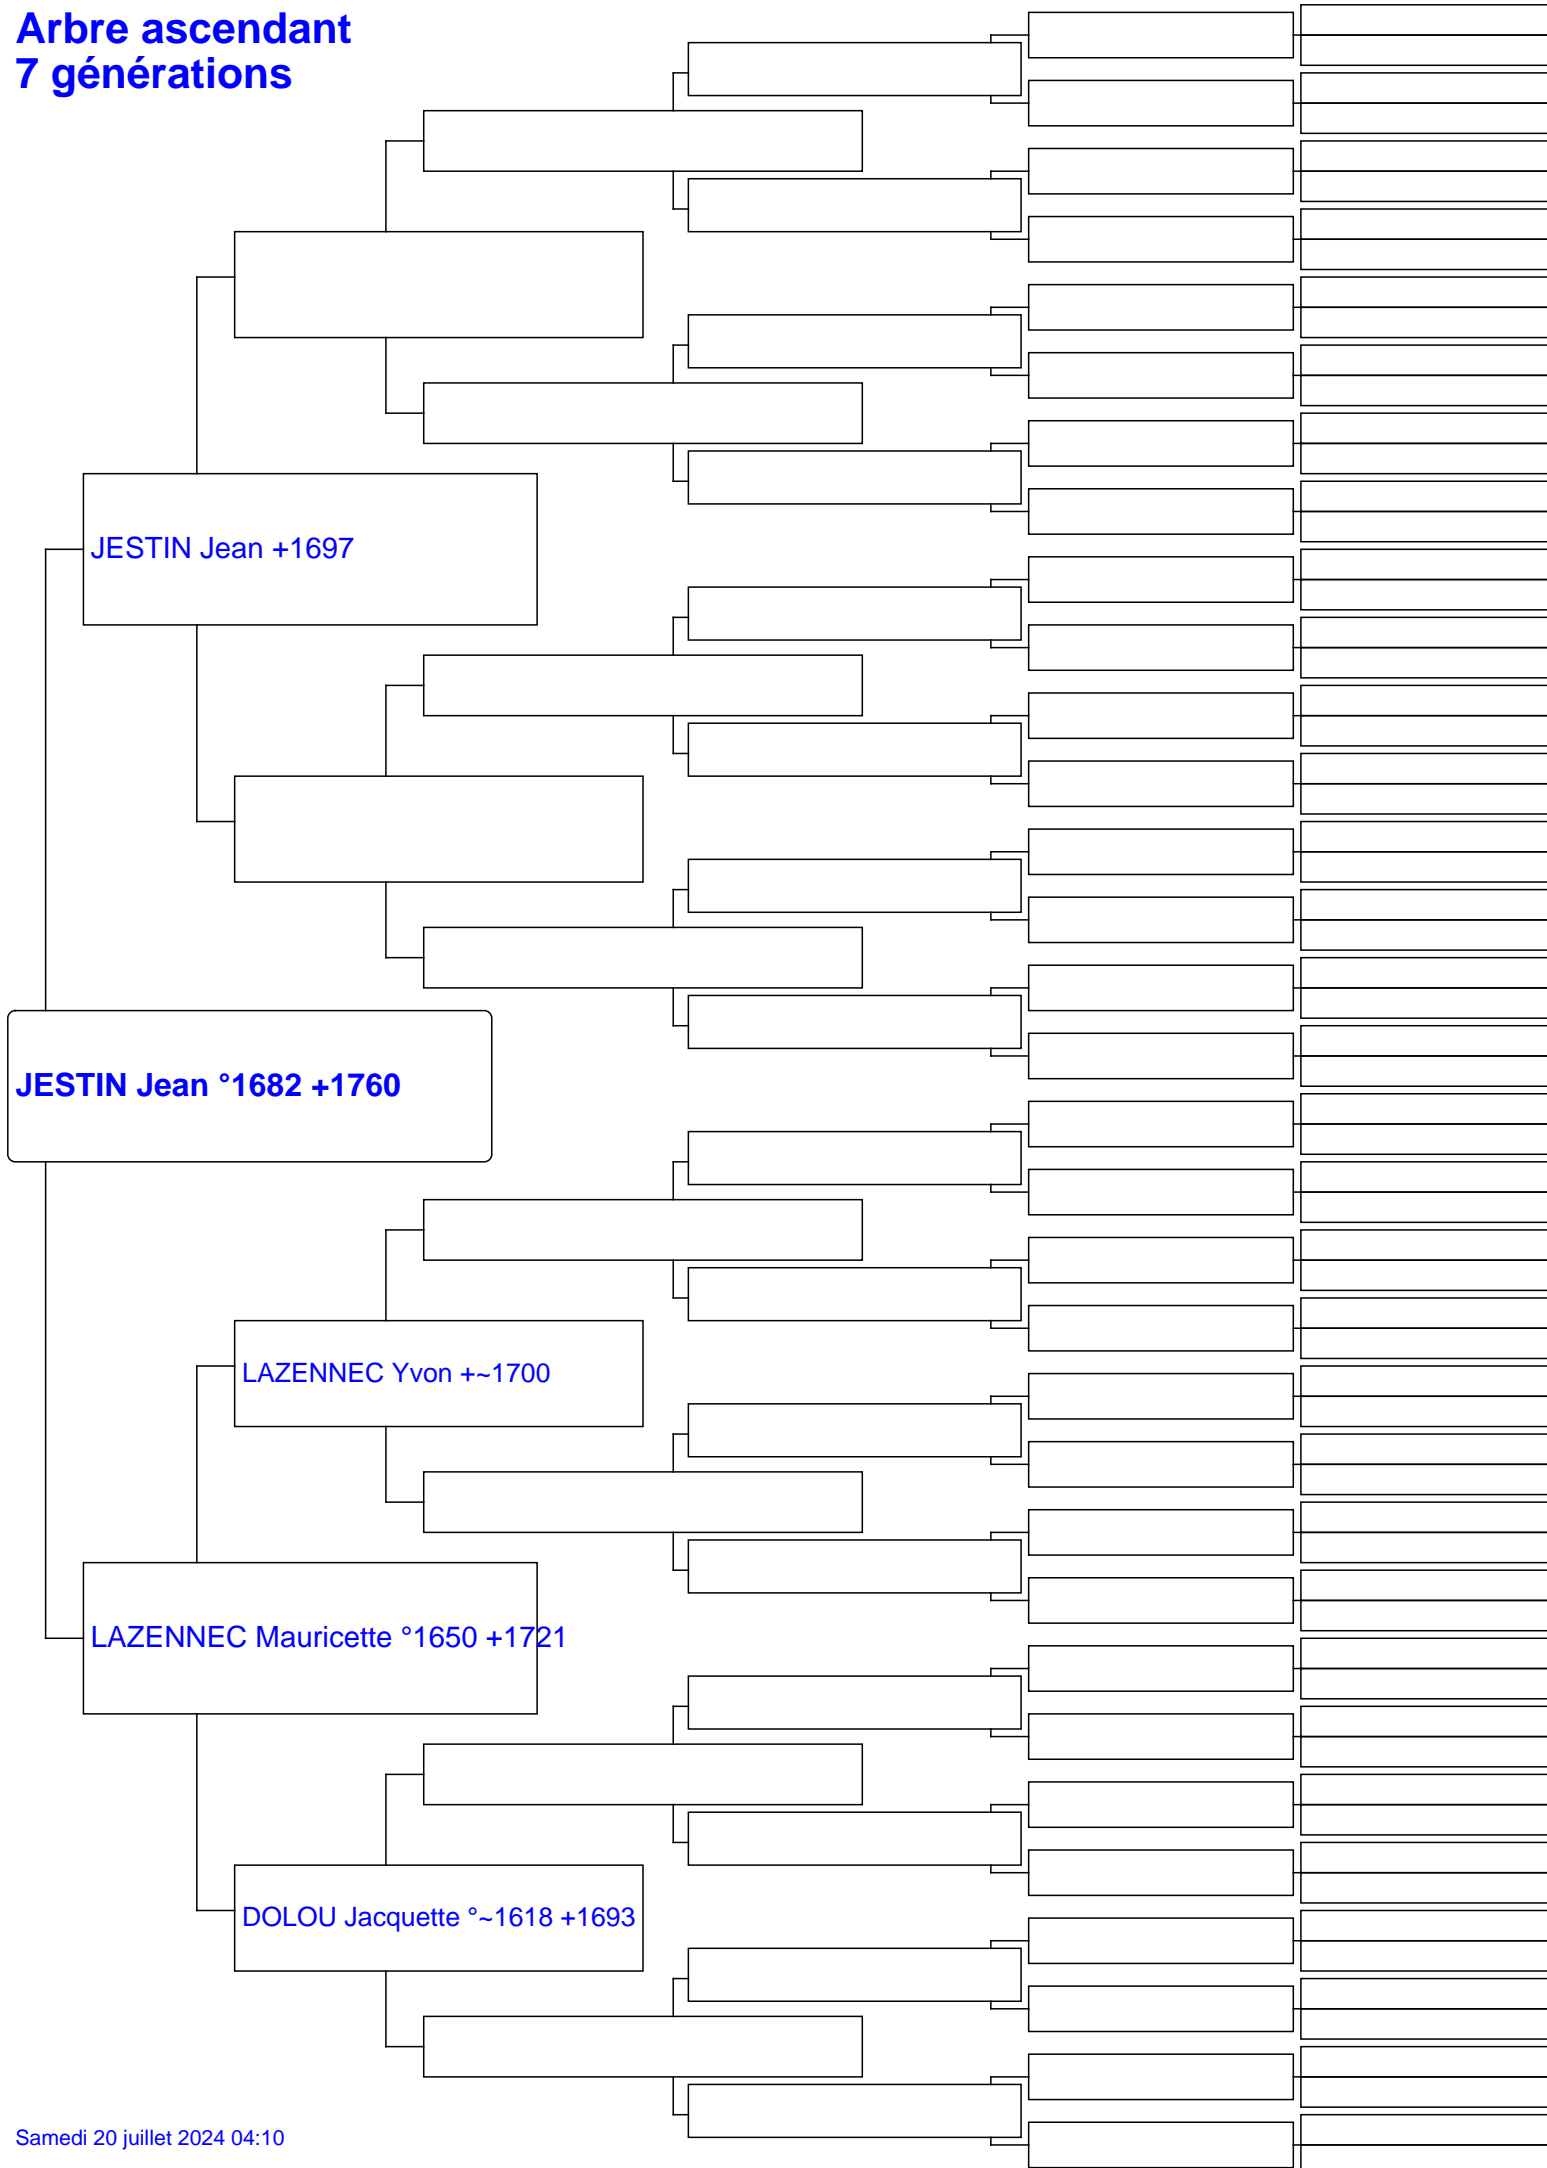 Arbre ascendant
7 générations
JESTIN Jean +1697
JESTIN Jean °1682 +1760
LAZENNEC Yvon +~1700
LAZENNEC Mauricette °1650 +1721
DOLOU Jacquette °~1618 +1693
Samedi 20 juillet 2024 04:10